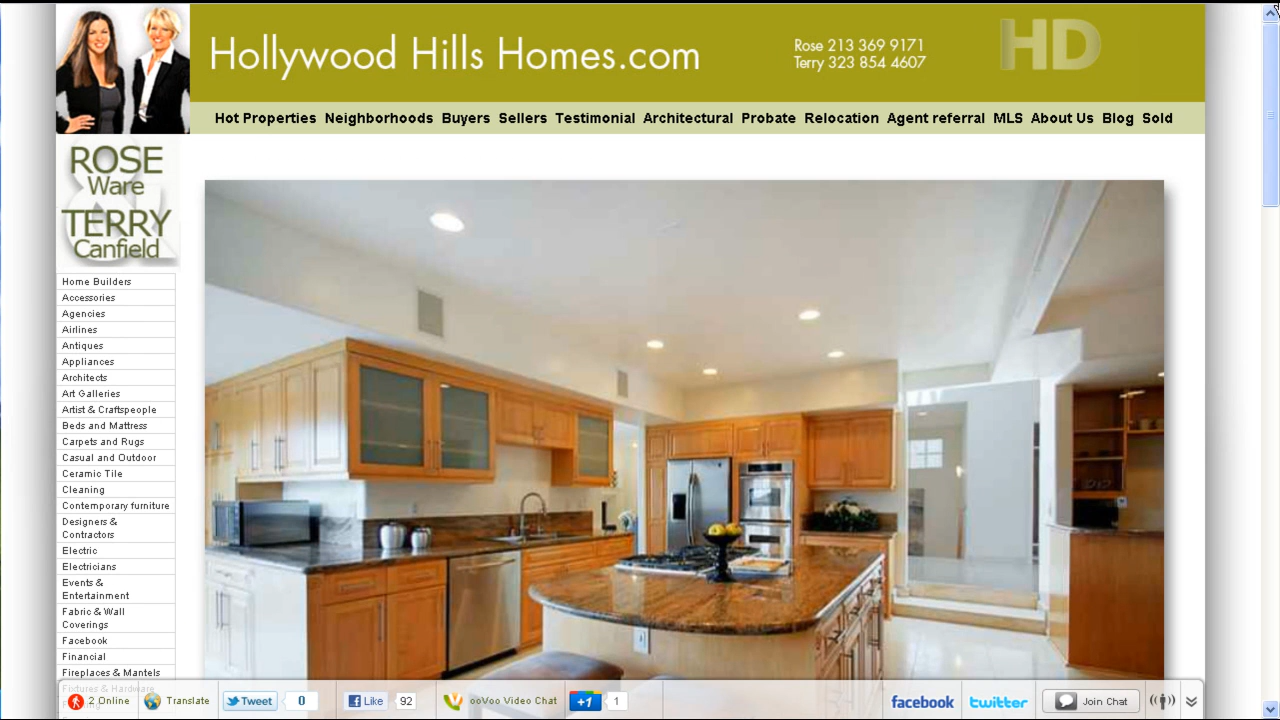 Hollywood Hills Homes.com
Rose 213 369 9171
Terry 323 854 4607
HD
Hot Properties Neighborhoods Buyers Sellers Testimonial Architectural Probate Relocation Agent referral MLS About Us Blog Sold
ROSE
Ware
&
TERRY
Canfield
Home Builders
Accessories
Agencies
Airlines
Antiques
Appliances
Architects
Art Galleries
Artist & Craftspeople
Beds and Mattress
Carpets and Rugs
Casual and Outdoor
Ceramic Tile
Cleaning
Contemporary furniture
Designers &
Contractors
Electric
Electricians
Events &
Entertainment
Fabric & Wall
Coverings
Facebook
Financial
Fireplaces & Mantels
Fixtures & Hardware
2 Online Translate Tweet 0 Like 92 ooVoo Video Chat +1 1 facebook twitter Join Chat